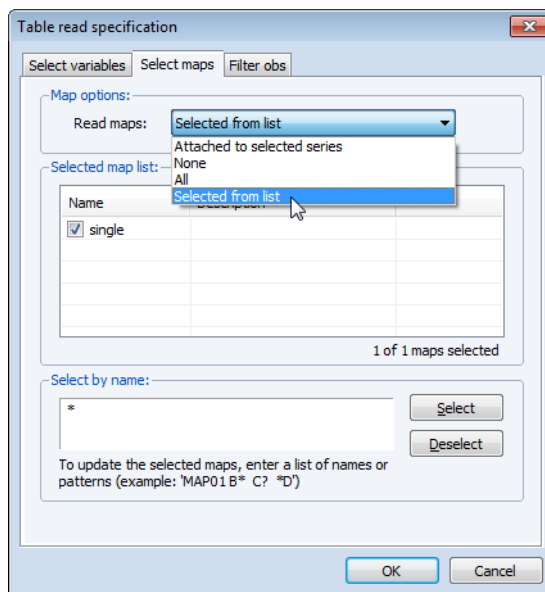 Table read specification
Select variables Select maps Filter obs
Map options:
Read maps: Selected from list
Attached to selected series
None
All
Selected from list
Selected map list:
Name Description
single
1 of 1 maps selected
Select by name:
*
Select
Deselect
To update the selected maps, enter a list of names or
patterns (example: 'MAP01 B* C? *D')
OK Cancel